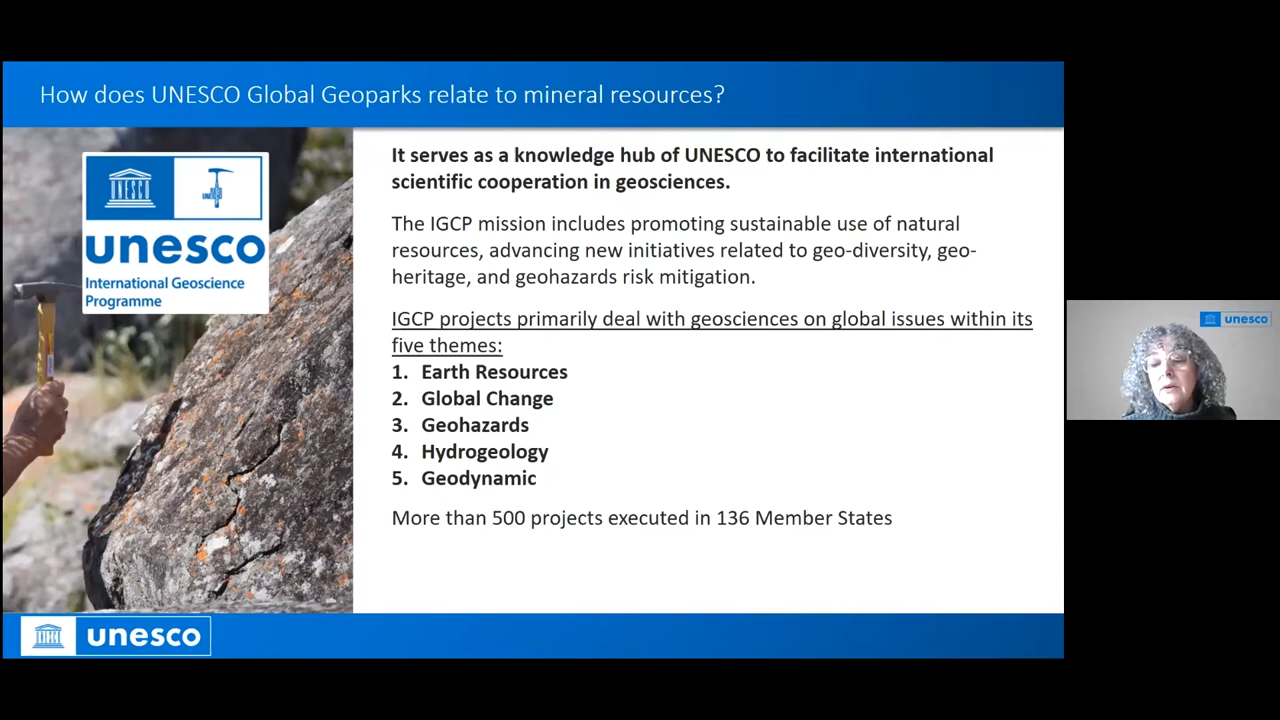 How does UNESCO Global Geoparks relate to mineral resources?
UNESCO
unesco
International Geoscience
Programme
It serves as a knowledge hub of UNESCO to facilitate international
scientific cooperation in geosciences.
The IGCP mission includes promoting sustainable use of natural
resources, advancing new initiatives related to geo-diversity, geo-
heritage, and geohazards risk mitigation.
IGCP projects primarily deal with geosciences on global issues within its
five themes:
1. Earth Resources
2. Global Change
3. Geohazards
4. Hydrogeology
5. Geodynamic
More than 500 projects executed in 136 Member States
unesco
unesco